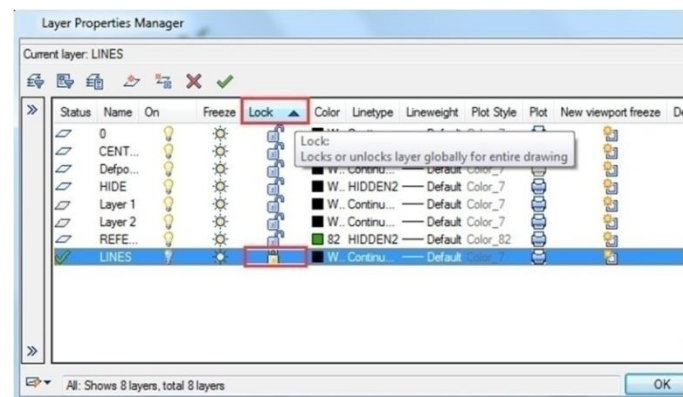 Layer Properties Manager
Current layer: LINES
Status Name On Freeze Lock Color Linetype Lineweight Plot Style Plot New viewport freeze
0
Lock:
Locks or unlocks layer globally for entire drawing
CENT...
Defpo... W.. Continu... Default Color_7
HIDE W.. HIDDEN2 Default Color_7
Layer 1 W.. Continu... Default Color_7
Layer 2 W.. Continu... Default Color_7
REFE... 82 HIDDEN2 Default Color_82
LINES W.. Continu... Default Color_7
All: Shows 8 layers, total 8 layers
OK